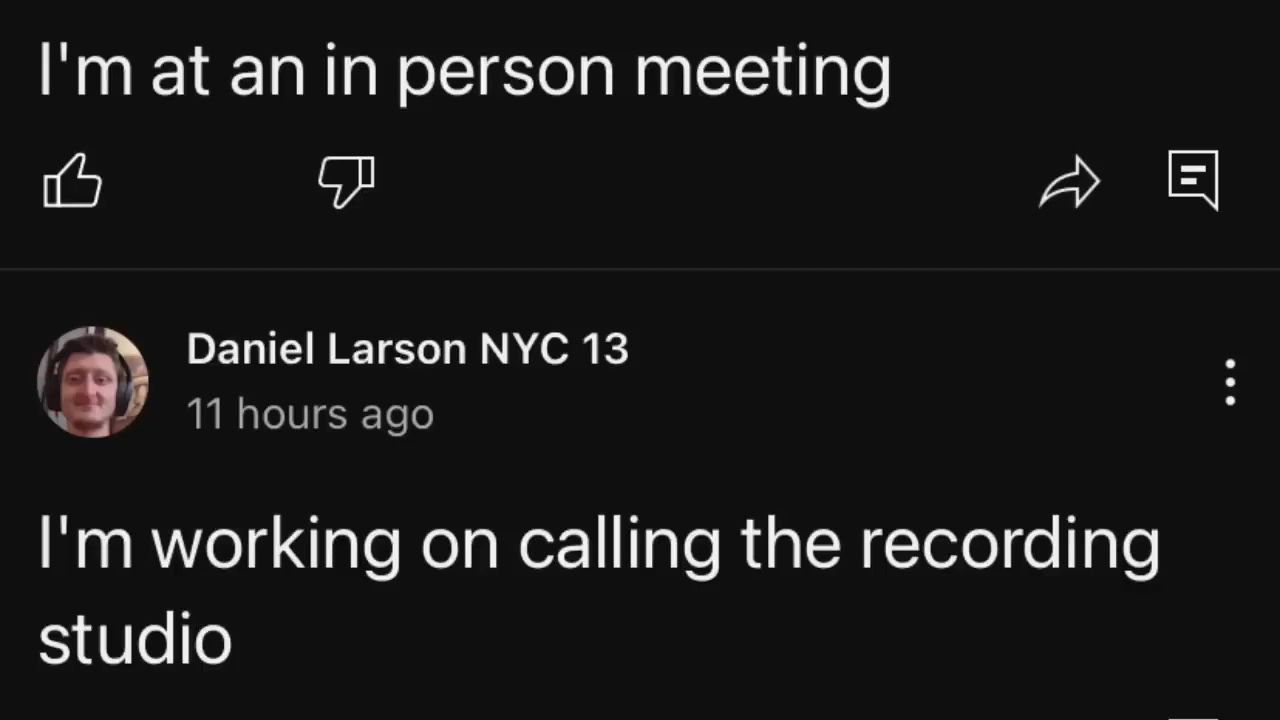 I'm at an in person meeting
Daniel Larson NYC 13
11 hours ago
I'm working on calling the recording
studio